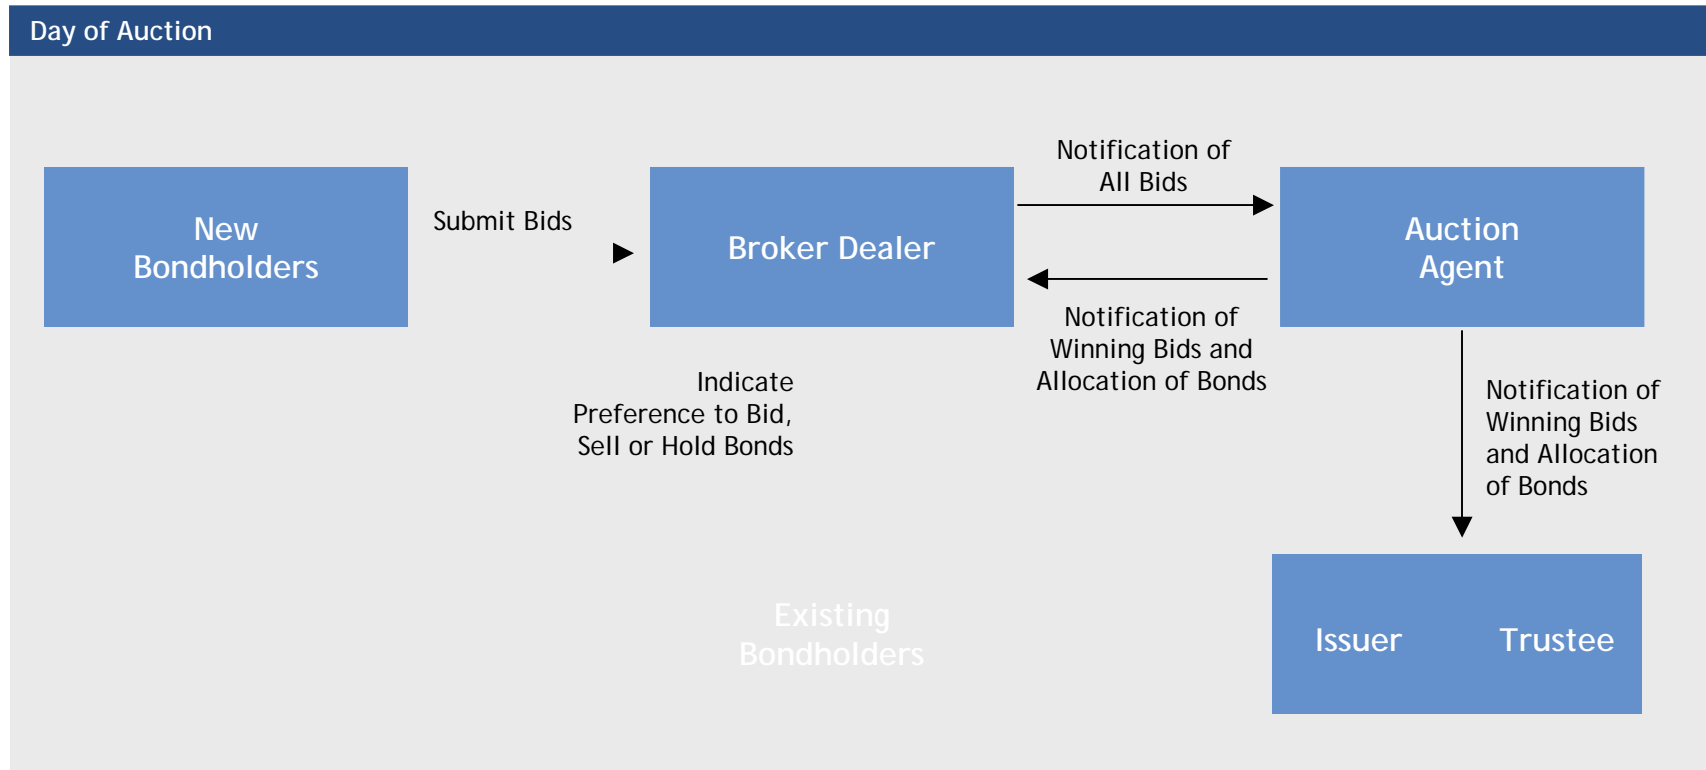 Day of Auction
New
Bondholders
Submit Bids
Broker Dealer
Notification of
All Bids
Auction
Agent
Notification of
Winning Bids and
Allocation of Bonds
Indicate
Preference to Bid,
Sell or Hold Bonds
Notification of
Winning Bids
and Allocation
of Bonds
Existing
Bondholders
Issuer
Trustee